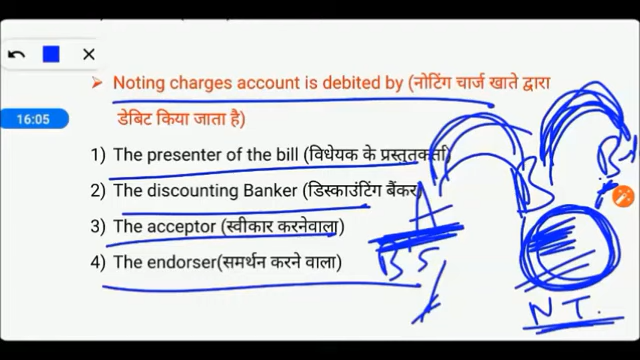 ➤ Noting charges account is debited by (नोटिंग चार्ज खाते द्वारा
डेबिट किया जाता है)
16:05
1) The presenter of the bill (विधेयक के प्रस्तुतकर्ता)
2) The discounting Banker (डिस्काउंटिंग बैंकर)
3) The acceptor (स्वीकार करनेवाला)
4) The endorser(समर्थन करने वाला)
A
B
B
N T.